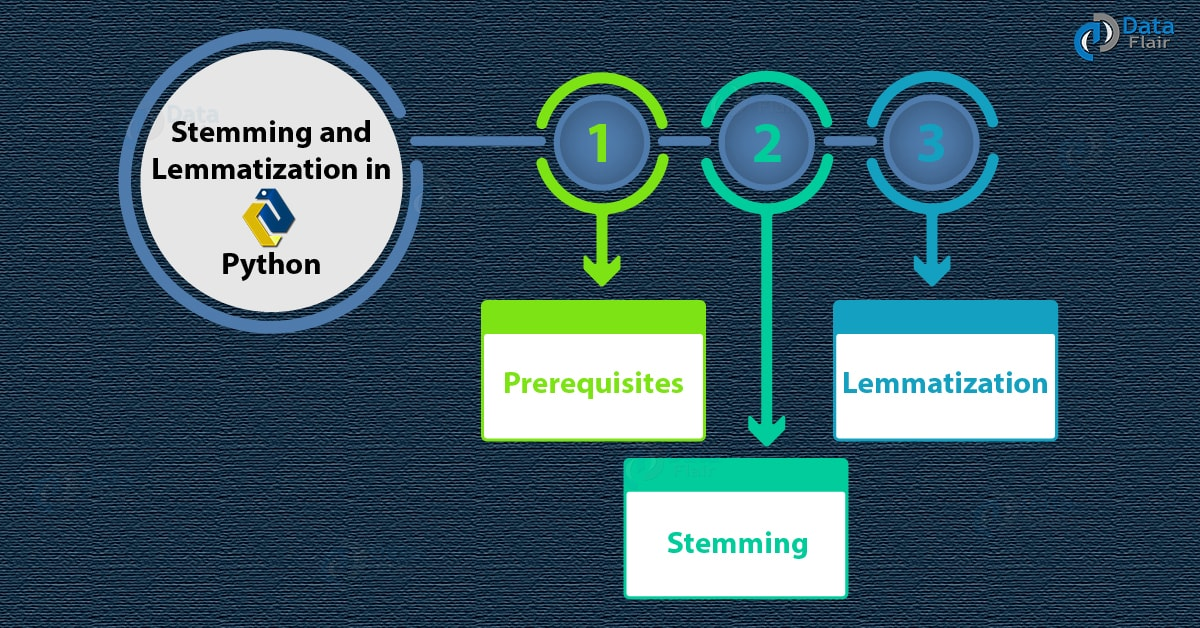 Data
Flair
Stemming and
Lemmatization in
Python
1
2
3
Prerequisites
Lemmatization
Stemming